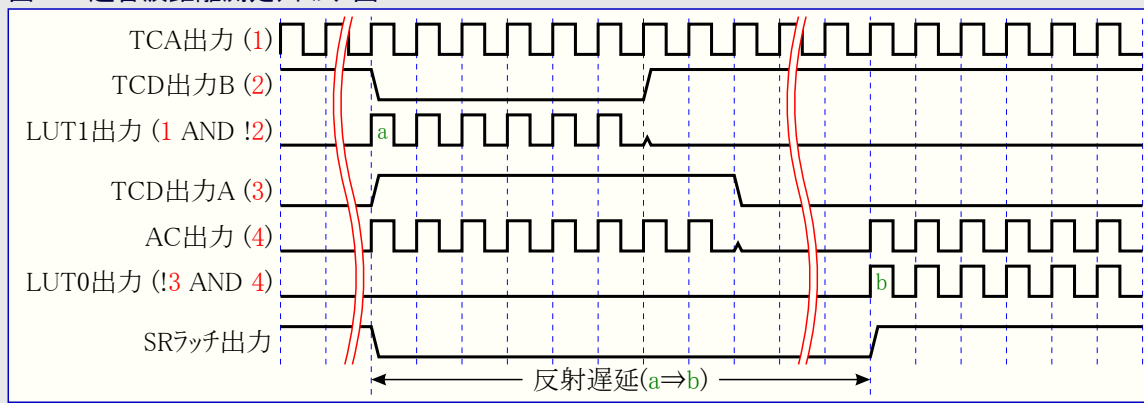 TCA出力 (1)
TCD出力B (2)
LUT1出力 (1 AND !2)
a
TCD出力A (3)
AC出力 (4)
LUT0出力 (!3 AND 4)
b
SRラッチ出力
反射遅延(a⇒b)